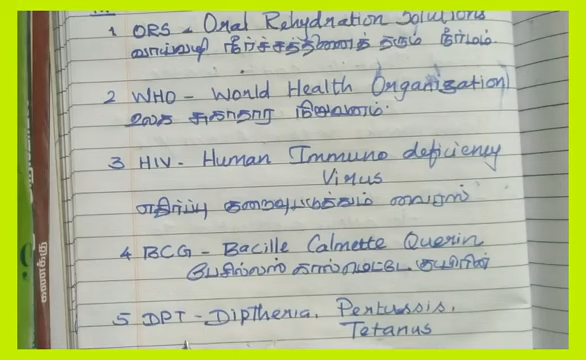 1 ORS - Oral Rehydration Solutions
வாய்வழி நீர்ச்சத்தினைத் தரும் நீர்மம்.
2 WHO - World Health Organization
உலக சுகாதார நிறுவனம்.
3 HIV - Human Immuno deficiency
Virus
எதிர்ப்பு குறைவுபடுத்தும் வைரஸ்
4 BCG - Bacille Calmette Querin
பேசில்லஸ் கால்மெட்டே குயிரின்
5 DPT - Diptheria, Pertussis,
Tetanus